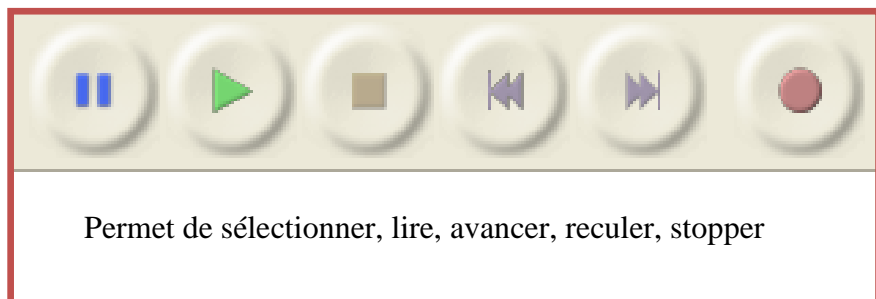 Permet de sélectionner, lire, avancer, reculer, stopper